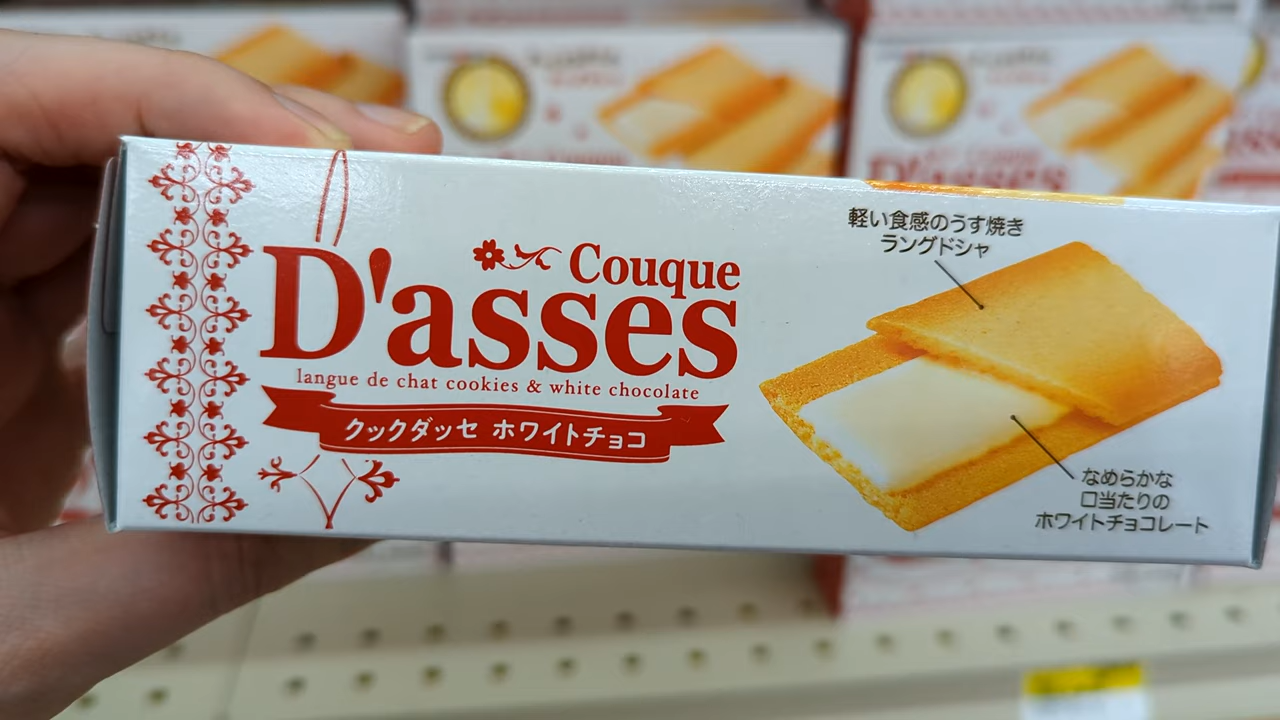 Couque
D'asses
langue de chat cookies & white chocolate
クックダッセ ホワイトチョコ
軽い食感のうす焼き
ラングドシャ
なめらかな
口当たりの
ホワイトチョコレート
D'asses